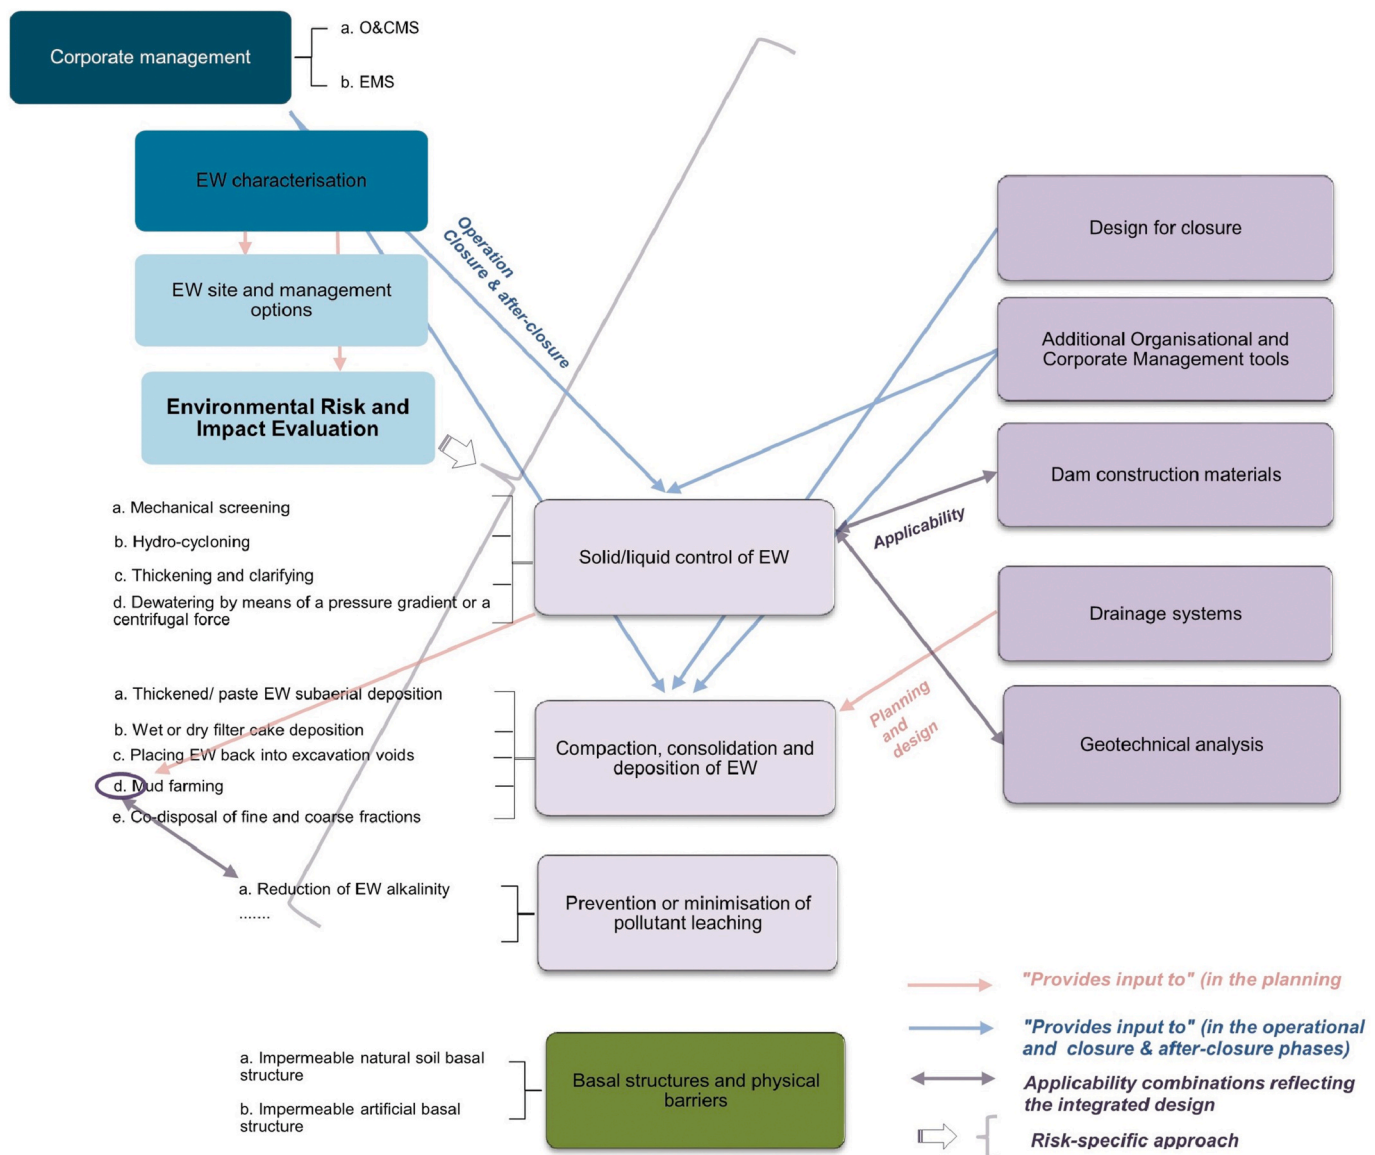 Corporate management
a. O&CMS
b. EMS
EW characterisation
EW site and management
options
Environmental Risk and
Impact Evaluation
Operation
Closure & after-closure
Design for closure
Additional Organisational and
Corporate Management tools
Dam construction materials
Drainage systems
Geotechnical analysis
a. Mechanical screening
b. Hydro-cycloning
c. Thickening and clarifying
d. Dewatering by means of a pressure gradient or a
centrifugal force
Solid/liquid control of EW
Applicability
Planning
and
design
a. Thickened/ paste EW subaerial deposition
b. Wet or dry filter cake deposition
c. Placing EW back into excavation voids
d. Mud farming
e. Co-disposal of fine and coarse fractions
Compaction, consolidation and
deposition of EW
a. Reduction of EW alkalinity
.......
Prevention or minimisation of
pollutant leaching
a. Impermeable natural soil basal
structure
b. Impermeable artificial basal
structure
Basal structures and physical
barriers
"Provides input to" (in the planning
"Provides input to" (in the operational
and closure & after-closure phases)
Applicability combinations reflecting
the integrated design
Risk-specific approach